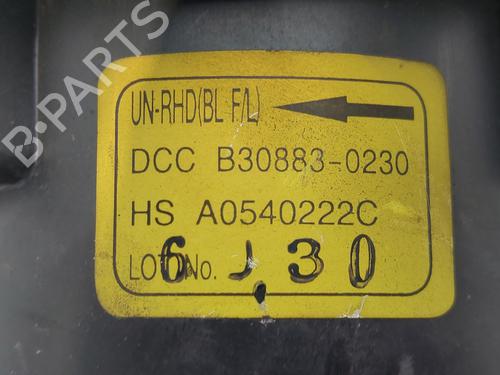 UN-RHD(BL F/L)
DCC B30883-0230
HS A0540222C
LOT No. 6 J 30
B-PARTS